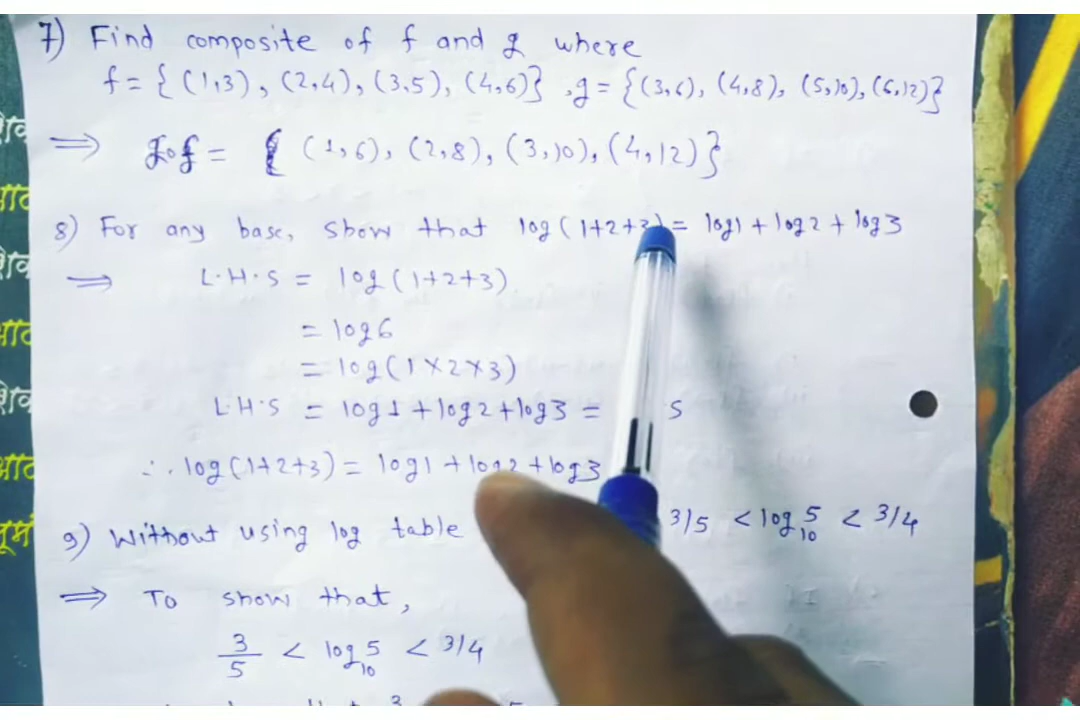 7) Find composite of f and g where
f = { (1,3), (2,4), (3,5), (4,6)} , g = {(3,6), (4,8), (5,10), (6,12)}
⇒ gof = { (1,6), (2,8), (3,10), (4,12)}
8) For any base, show that log (1+2+3) = log1 + log2 + log3
⇒ L.H.S = log (1+2+3)
= log6
= log(1×2×3)
L.H.S = log1 + log2 + log3 = S
∴ log(1+2+3) = log1 + log2 + log3
9) Without using log table 3/5 < log₁₀5 < 3/4
⇒ To show that,
3/5 < log₁₀5 < 3/4